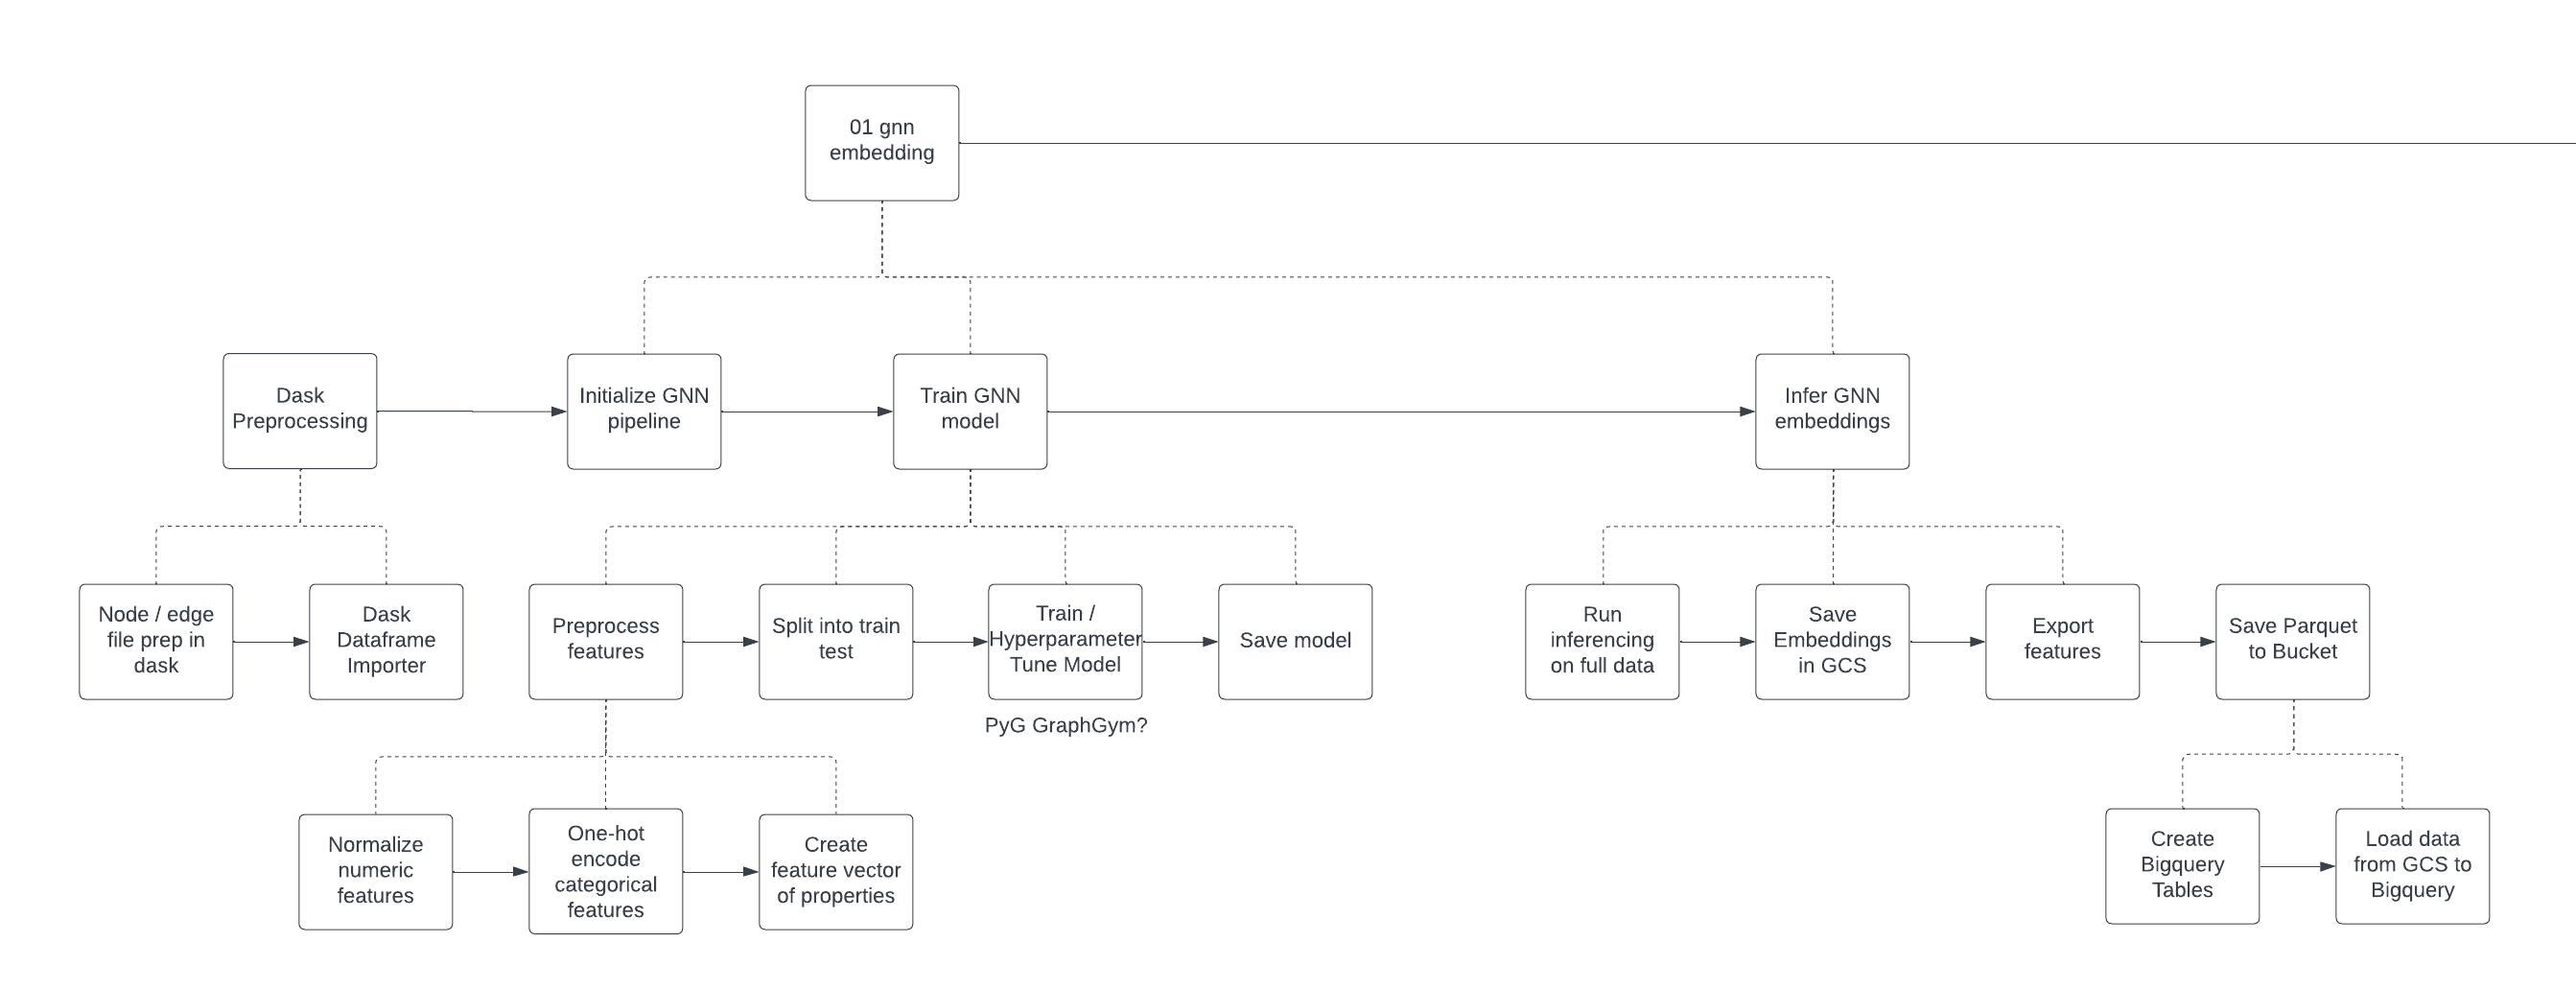 01 gnn
embedding
Dask
Preprocessing
Initialize GNN
pipeline
Train GNN
model
Infer GNN
embeddings
Node / edge
file prep in
dask
Dask
Dataframe
Importer
Preprocess
features
Split into train
test
Train /
Hyperparameter
Tune Model
Save model
Run
inferencing
on full data
Save
Embeddings
in GCS
Export
features
Save Parquet
to Bucket
PyG GraphGym?
Normalize
numeric
features
One-hot
encode
categorical
features
Create
feature vector
of properties
Create
Bigquery
Tables
Load data
from GCS to
Bigquery